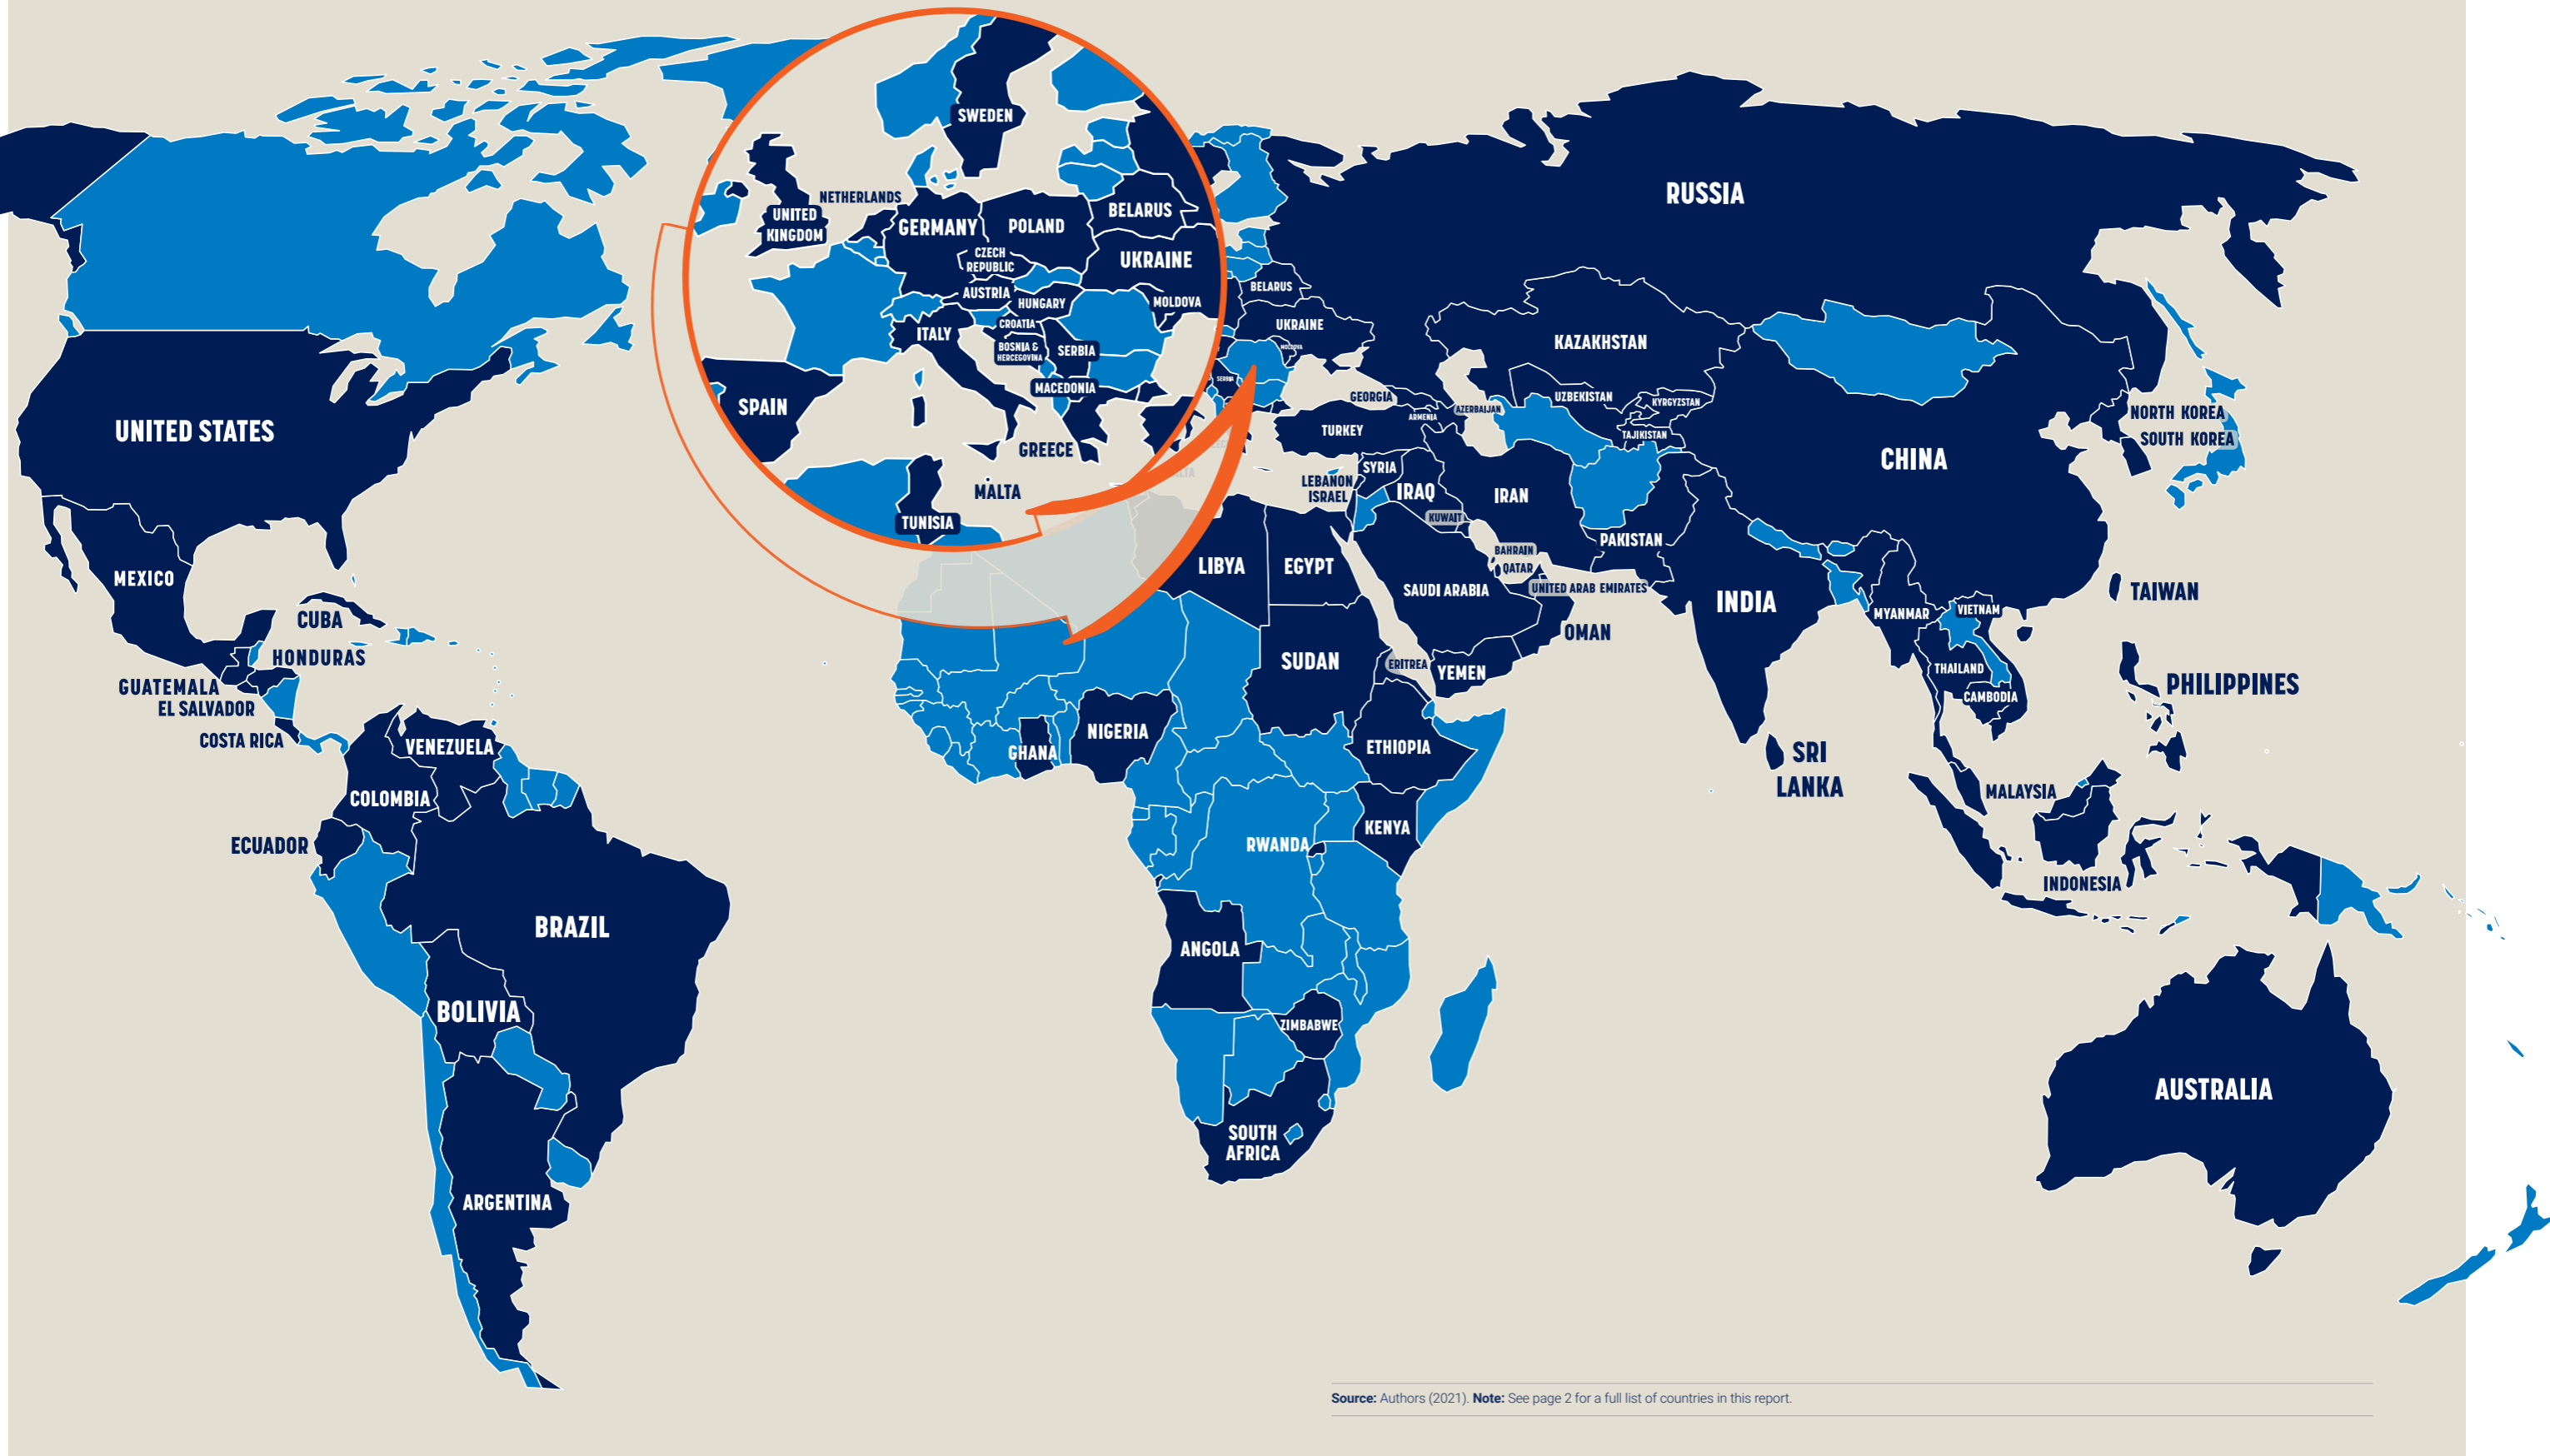 SWEDEN
NETHERLANDS
UNITED
KINGDOM
GERMANY
POLAND
BELARUS
CZECH
REPUBLIC
UKRAINE
AUSTRIA
HUNGARY
MOLDOVA
CROATIA
ITALY
BOSNIA &
HERCEGOVINA
SERBIA
MACEDONIA
SPAIN
GREECE
MALTA
TUNISIA
RUSSIA
BELARUS
UKRAINE
MOLDOVA
SERBIA
KAZAKHSTAN
GEORGIA
ARMENIA
AZERBAIJAN
UZBEKISTAN
KYRGYZSTAN
TAJIKISTAN
TURKEY
NORTH KOREA
SOUTH KOREA
CHINA
SYRIA
LEBANON
ISRAEL
IRAQ
IRAN
KUWAIT
PAKISTAN
BAHRAIN
QATAR
UNITED ARAB EMIRATES
SAUDI ARABIA
OMAN
YEMEN
LIBYA
EGYPT
SUDAN
ERITREA
INDIA
MYANMAR
VIETNAM
TAIWAN
THAILAND
CAMBODIA
PHILIPPINES
SRI
LANKA
MALAYSIA
INDONESIA
UNITED STATES
MEXICO
CUBA
HONDURAS
GUATEMALA
EL SALVADOR
COSTA RICA
VENEZUELA
COLOMBIA
ECUADOR
BRAZIL
BOLIVIA
ARGENTINA
GHANA
NIGERIA
ETHIOPIA
KENYA
RWANDA
ANGOLA
ZIMBABWE
SOUTH
AFRICA
AUSTRALIA
Source: Authors (2021). Note: See page 2 for a full list of countries in this report.